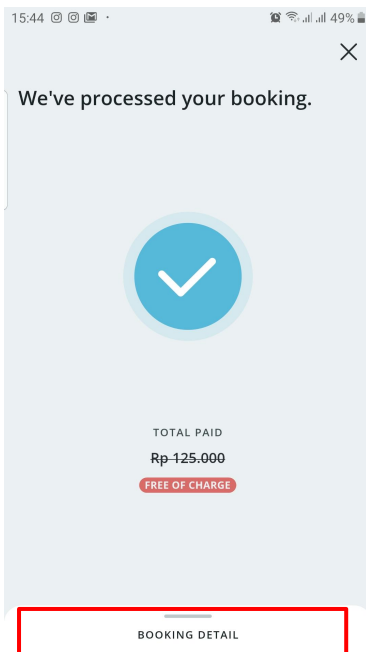 15:44 49%
We've processed your booking.
TOTAL PAID
Rp 125.000
FREE OF CHARGE
BOOKING DETAIL